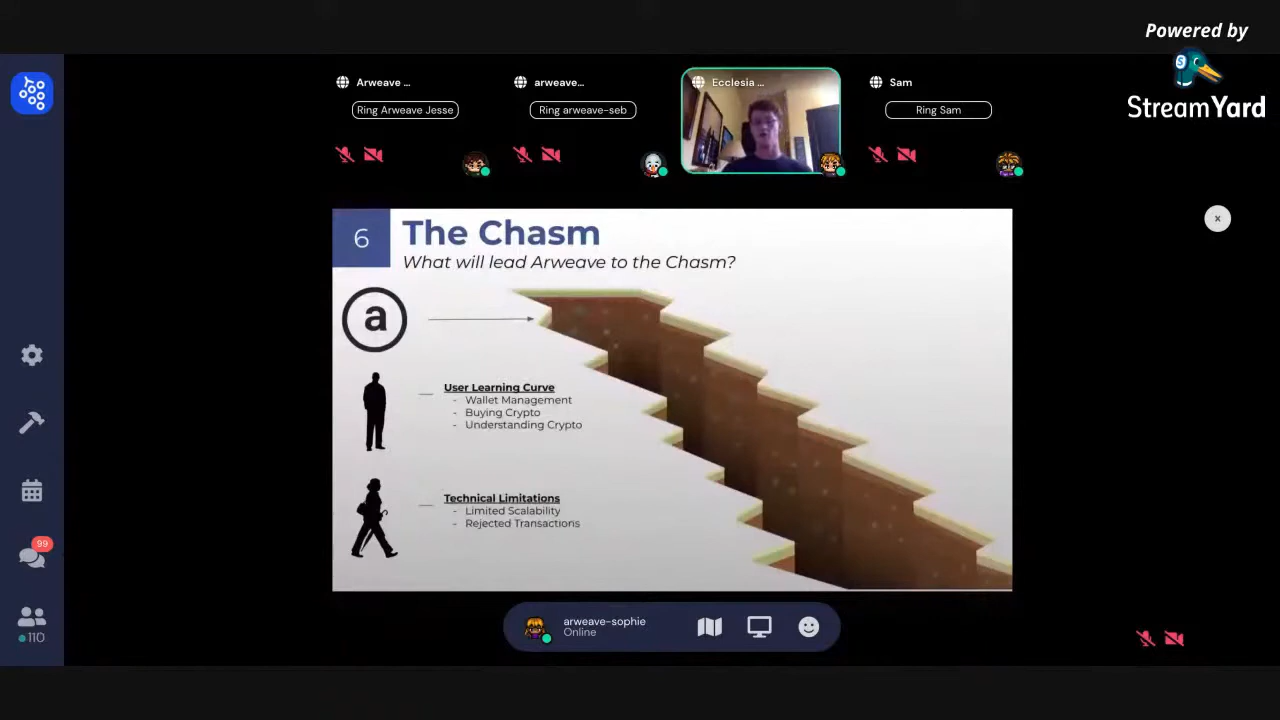 Powered by
StreamYard
Arweave ...
arweave...
Ecclesia ...
Sam
Ring Arweave Jesse
Ring arweave-seb
Ring Sam
6
The Chasm
What will lead Arweave to the Chasm?
a
User Learning Curve
- Wallet Management
- Buying Crypto
- Understanding Crypto
Technical Limitations
- Limited Scalability
- Rejected Transactions
99
110
arweave-sophie
Online